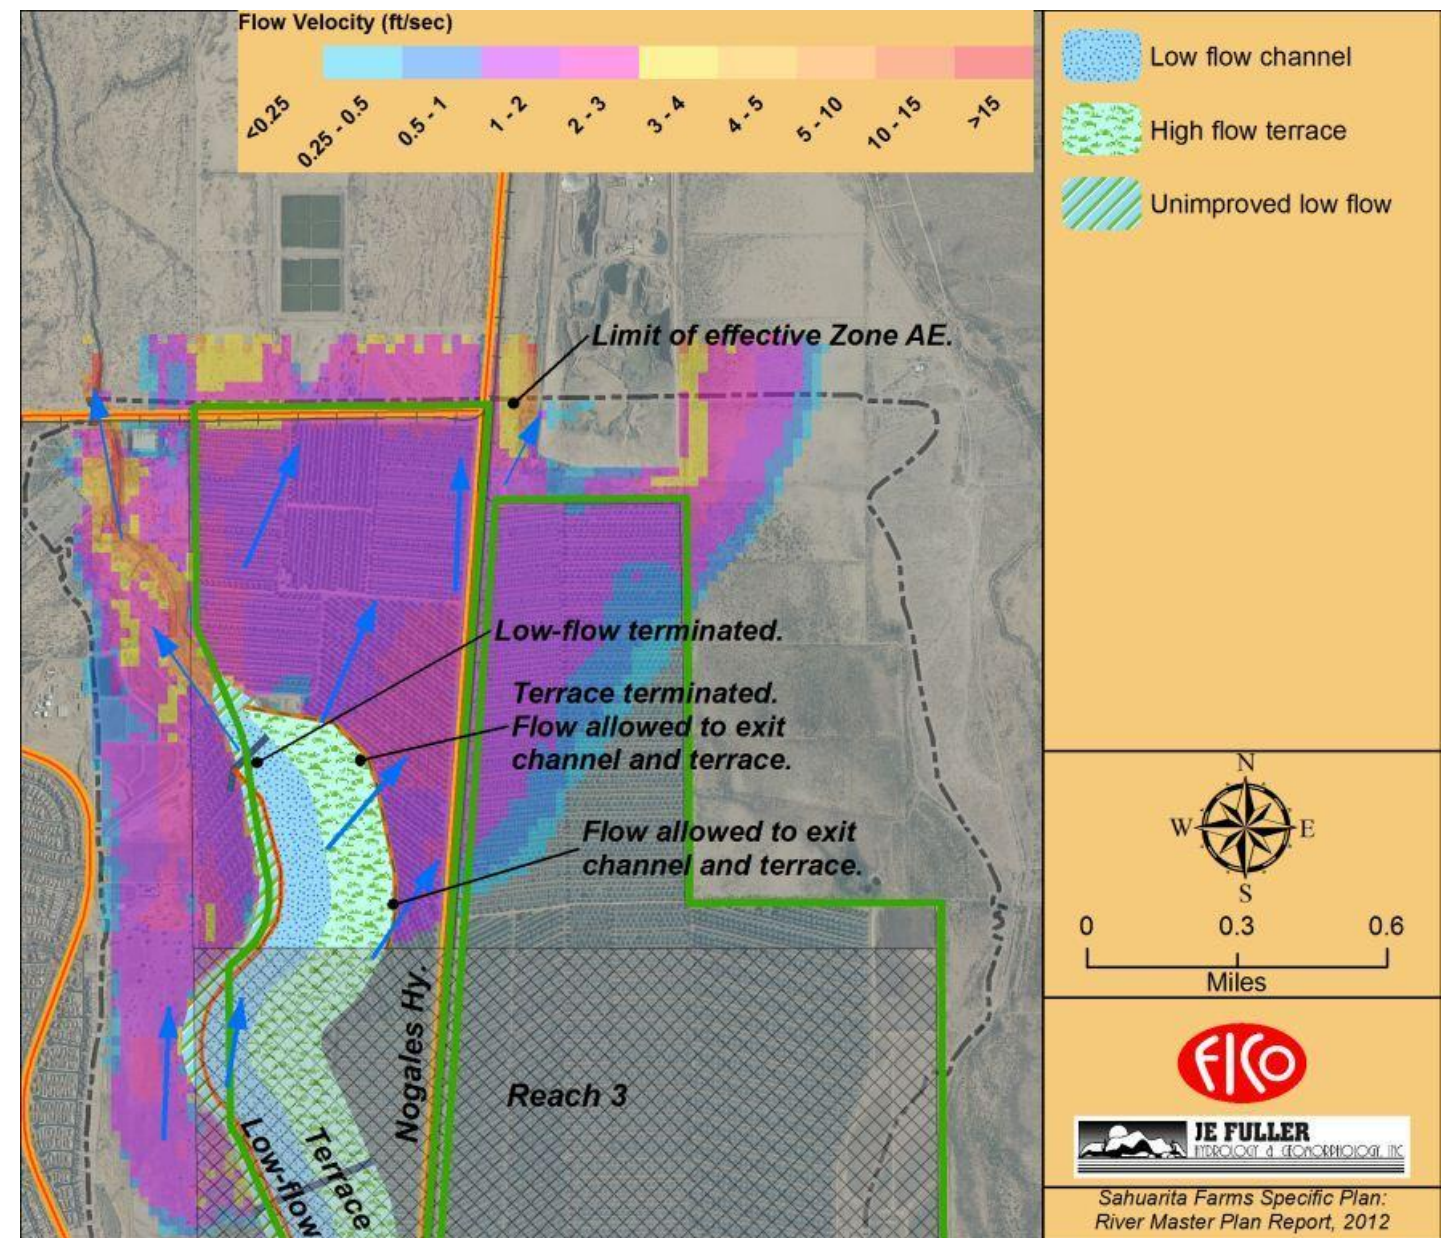 Flow Velocity (ft/sec)
<0.25
0.25 - 0.5
0.5 - 1
1 - 2
2 - 3
3 - 4
4 - 5
5 - 10
10 - 15
>15
Low flow channel
High flow terrace
Unimproved low flow
Limit of effective Zone AE.
Low-flow terminated.
Terrace terminated.
Flow allowed to exit
channel and terrace.
Flow allowed to exit
channel and terrace.
Nogales Hy.
Reach 3
Low-flow
Terrace
N
W
E
S
0
0.3
0.6
Miles
FICO
JE FULLER
HYDROLOGY & GEOMORPHOLOGY, INC
Sahuarita Farms Specific Plan:
River Master Plan Report, 2012